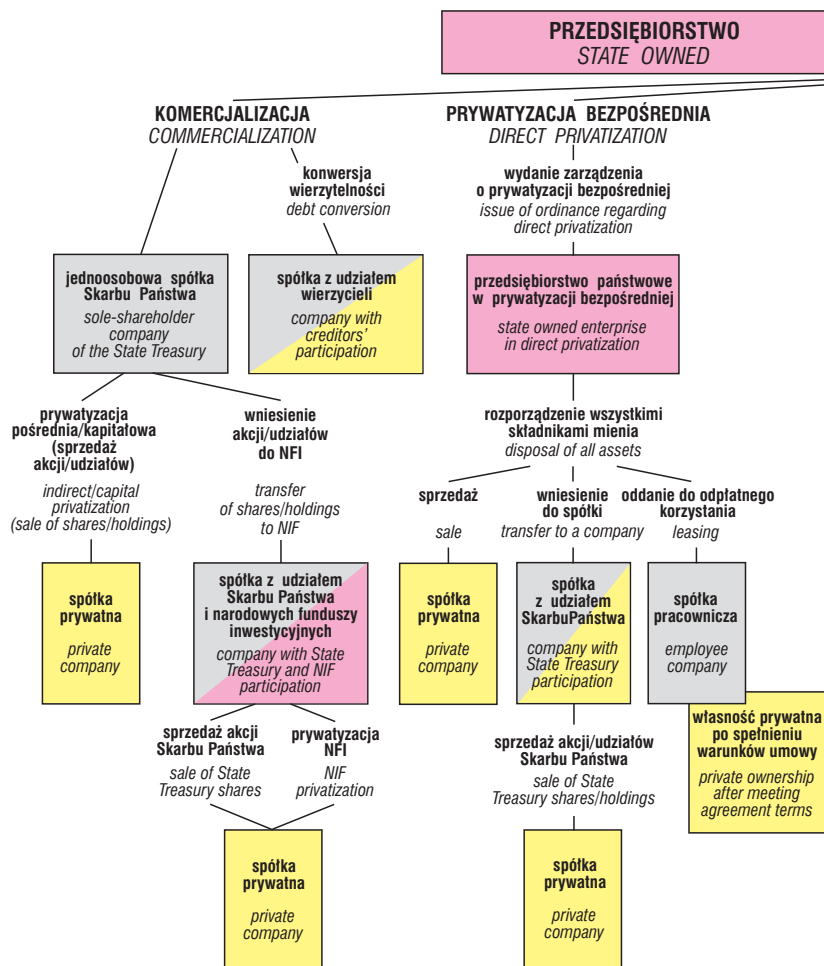 PRZEDSIĘBIORSTWO
STATE OWNED
KOMERCJALIZACJA
COMMERCIALIZATION
PRYWATYZACJA BEZPOŚREDNIA
DIRECT PRIVATIZATION
konwersja
wierzytelności
debt conversion
wydanie zarządzenia
o prywatyzacji bezpośredniej
issue of ordinance regarding
direct privatization
jednoosobowa spółka
Skarbu Państwa
sole-shareholder
company
of the State Treasury
spółka z udziałem
wierzycieli
company with
creditors'
participation
przedsiębiorstwo państwowe
w prywatyzacji bezpośredniej
state owned enterprise
in direct privatization
prywatyzacja
pośrednia/kapitałowa
(sprzedaż
akcji/udziałów)
indirect/capital
privatization
(sale of shares/holdings)
wniesienie
akcji/udziałów
do NFI
transfer
of shares/holdings
to NIF
rozporządzenie wszystkimi
składnikami mienia
disposal of all assets
sprzedaż
sale
wniesienie
do spółki
transfer to a company
oddanie do odpłatnego
korzystania
leasing
spółka
prywatna
private
company
spółka z udziałem
Skarbu Państwa
i narodowych funduszy
inwestycyjnych
company with State
Treasury and NIF
participation
spółka
prywatna
private
company
spółka
z udziałem
SkarbuPaństwa
company with
State Treasury
participation
spółka
pracownicza
employee
company
własność prywatna
po spełnieniu
warunków umowy
private ownership
after meeting
agreement terms
sprzedaż akcji
Skarbu Państwa
sale of State
Treasury shares
prywatyzacja
NFI
NIF
privatization
sprzedaż akcji/udziałów
Skarbu Państwa
sale of State
Treasury shares/holdings
spółka
prywatna
private
company
spółka
prywatna
private
company